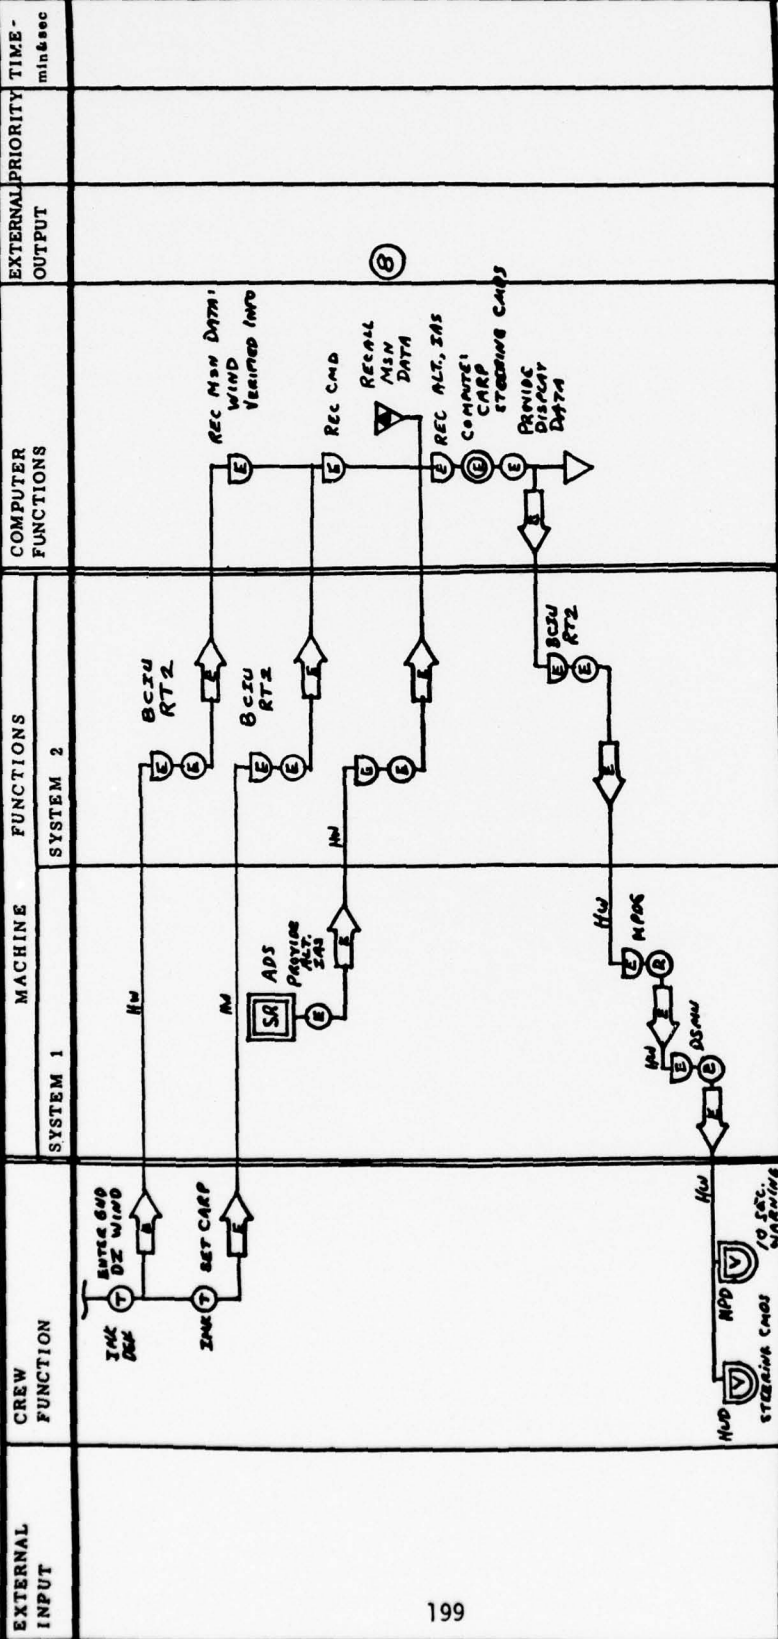 EXTERNAL
INPUT
CREW
FUNCTION
MACHINE FUNCTIONS
SYSTEM 1
SYSTEM 2
COMPUTER
FUNCTIONS
EXTERNAL
OUTPUT
PRIORITY
TIME-
min&sec
IMK
DEK
T
ENTER GND
DZ WIND
E
HW
E
E
BCIU
RT2
E
E
REC MSN DATA:
WIND
VERIFIED INFO
IMK
T
SET CARP
E
HW
E
E
BCIU
RT2
E
E
REC CMD
SR
ADS
E
PROVIDE
ALT.
IAS
E
HW
E
E
E
RECALL
MSN
DATA
8
E
REC ALT, IAS
E
COMPUTE:
CARP
STEERING CMDS
E
PROVIDE
DISPLAY
DATA
E
E
E
BCIU
RT2
E
HW
E
R
MPDG
E
HW
E
E
DSMU
E
HW
HUD
V
STEERING CMDS
MPD
V
10 SEC.
WARNING
199